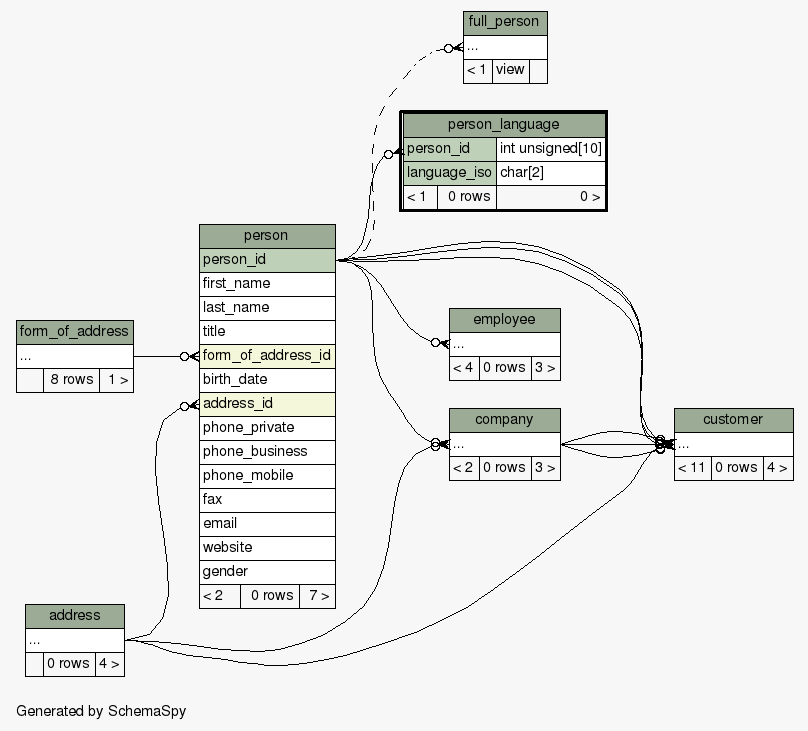 full_person
...
< 1 view
person_language
person_id int unsigned[10]
language_iso char[2]
< 1 0 rows 0 >
person
person_id
first_name
last_name
title
form_of_address_id
birth_date
address_id
phone_private
phone_business
phone_mobile
fax
email
website
gender
< 2 0 rows 7 >
form_of_address
...
8 rows 1 >
employee
...
< 4 0 rows 3 >
company
...
< 2 0 rows 3 >
customer
...
< 11 0 rows 4 >
address
...
0 rows 4 >
Generated by SchemaSpy